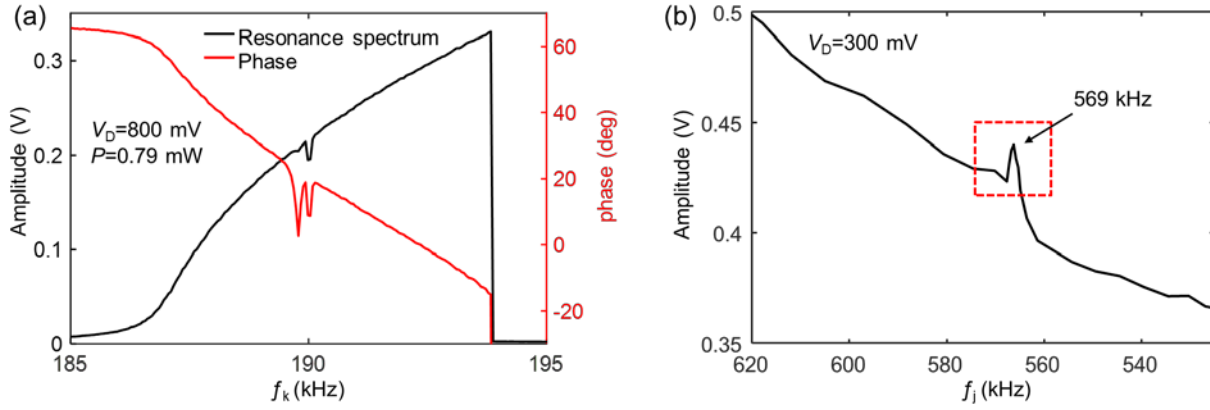 (a)
Resonance spectrum
Phase
V_D=800 mV
P=0.79 mW
Amplitude (V)
0.3
0.2
0.1
0
phase (deg)
60
40
20
0
-20
185
190
195
f_k (kHz)
(b)
V_D=300 mV
569 kHz
Amplitude (V)
0.5
0.45
0.4
0.35
620
600
580
560
540
f_j (kHz)